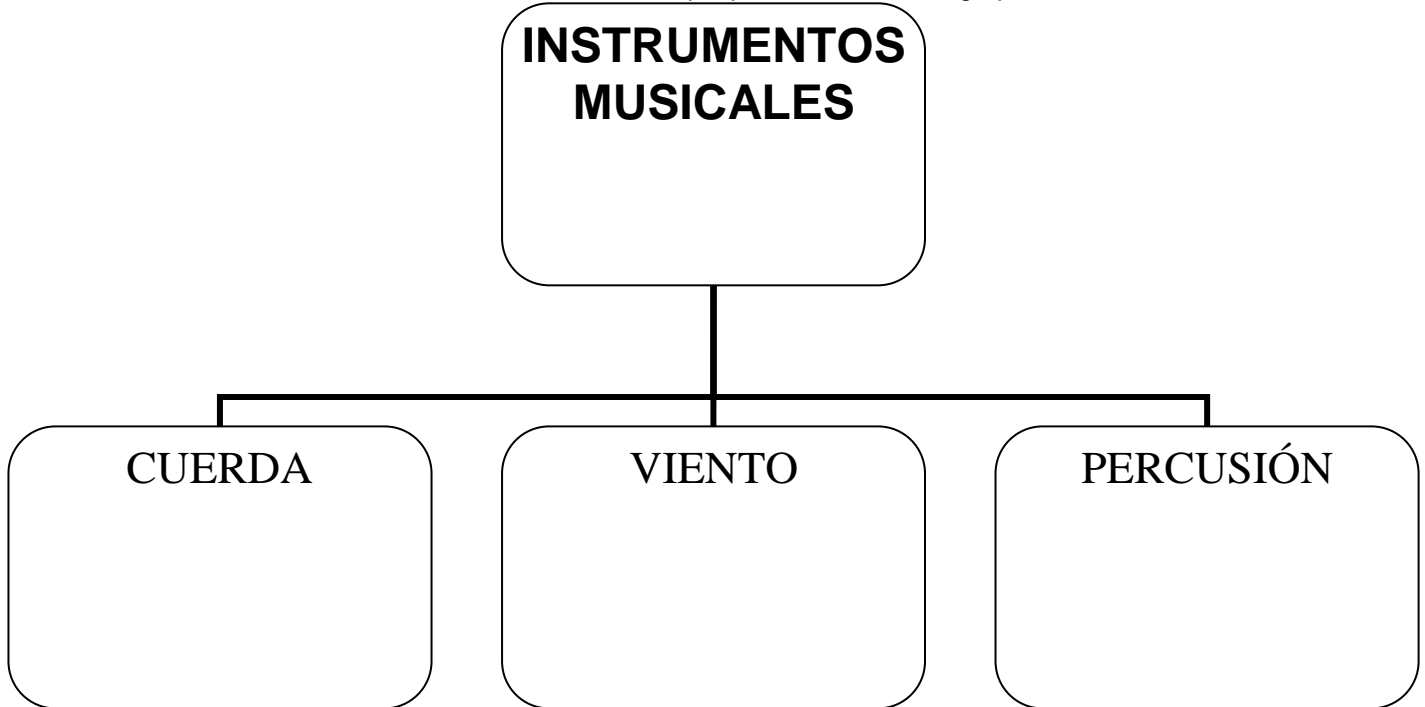 INSTRUMENTOS
MUSICALES
CUERDA
VIENTO
PERCUSIÓN